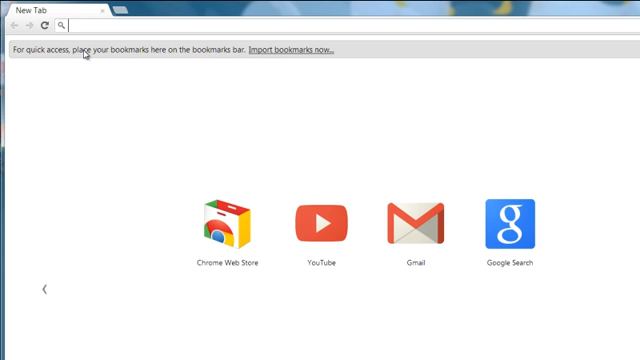 New Tab
For quick access, place your bookmarks here on the bookmarks bar. Import bookmarks now...
g
Chrome Web Store
YouTube
Gmail
Google Search